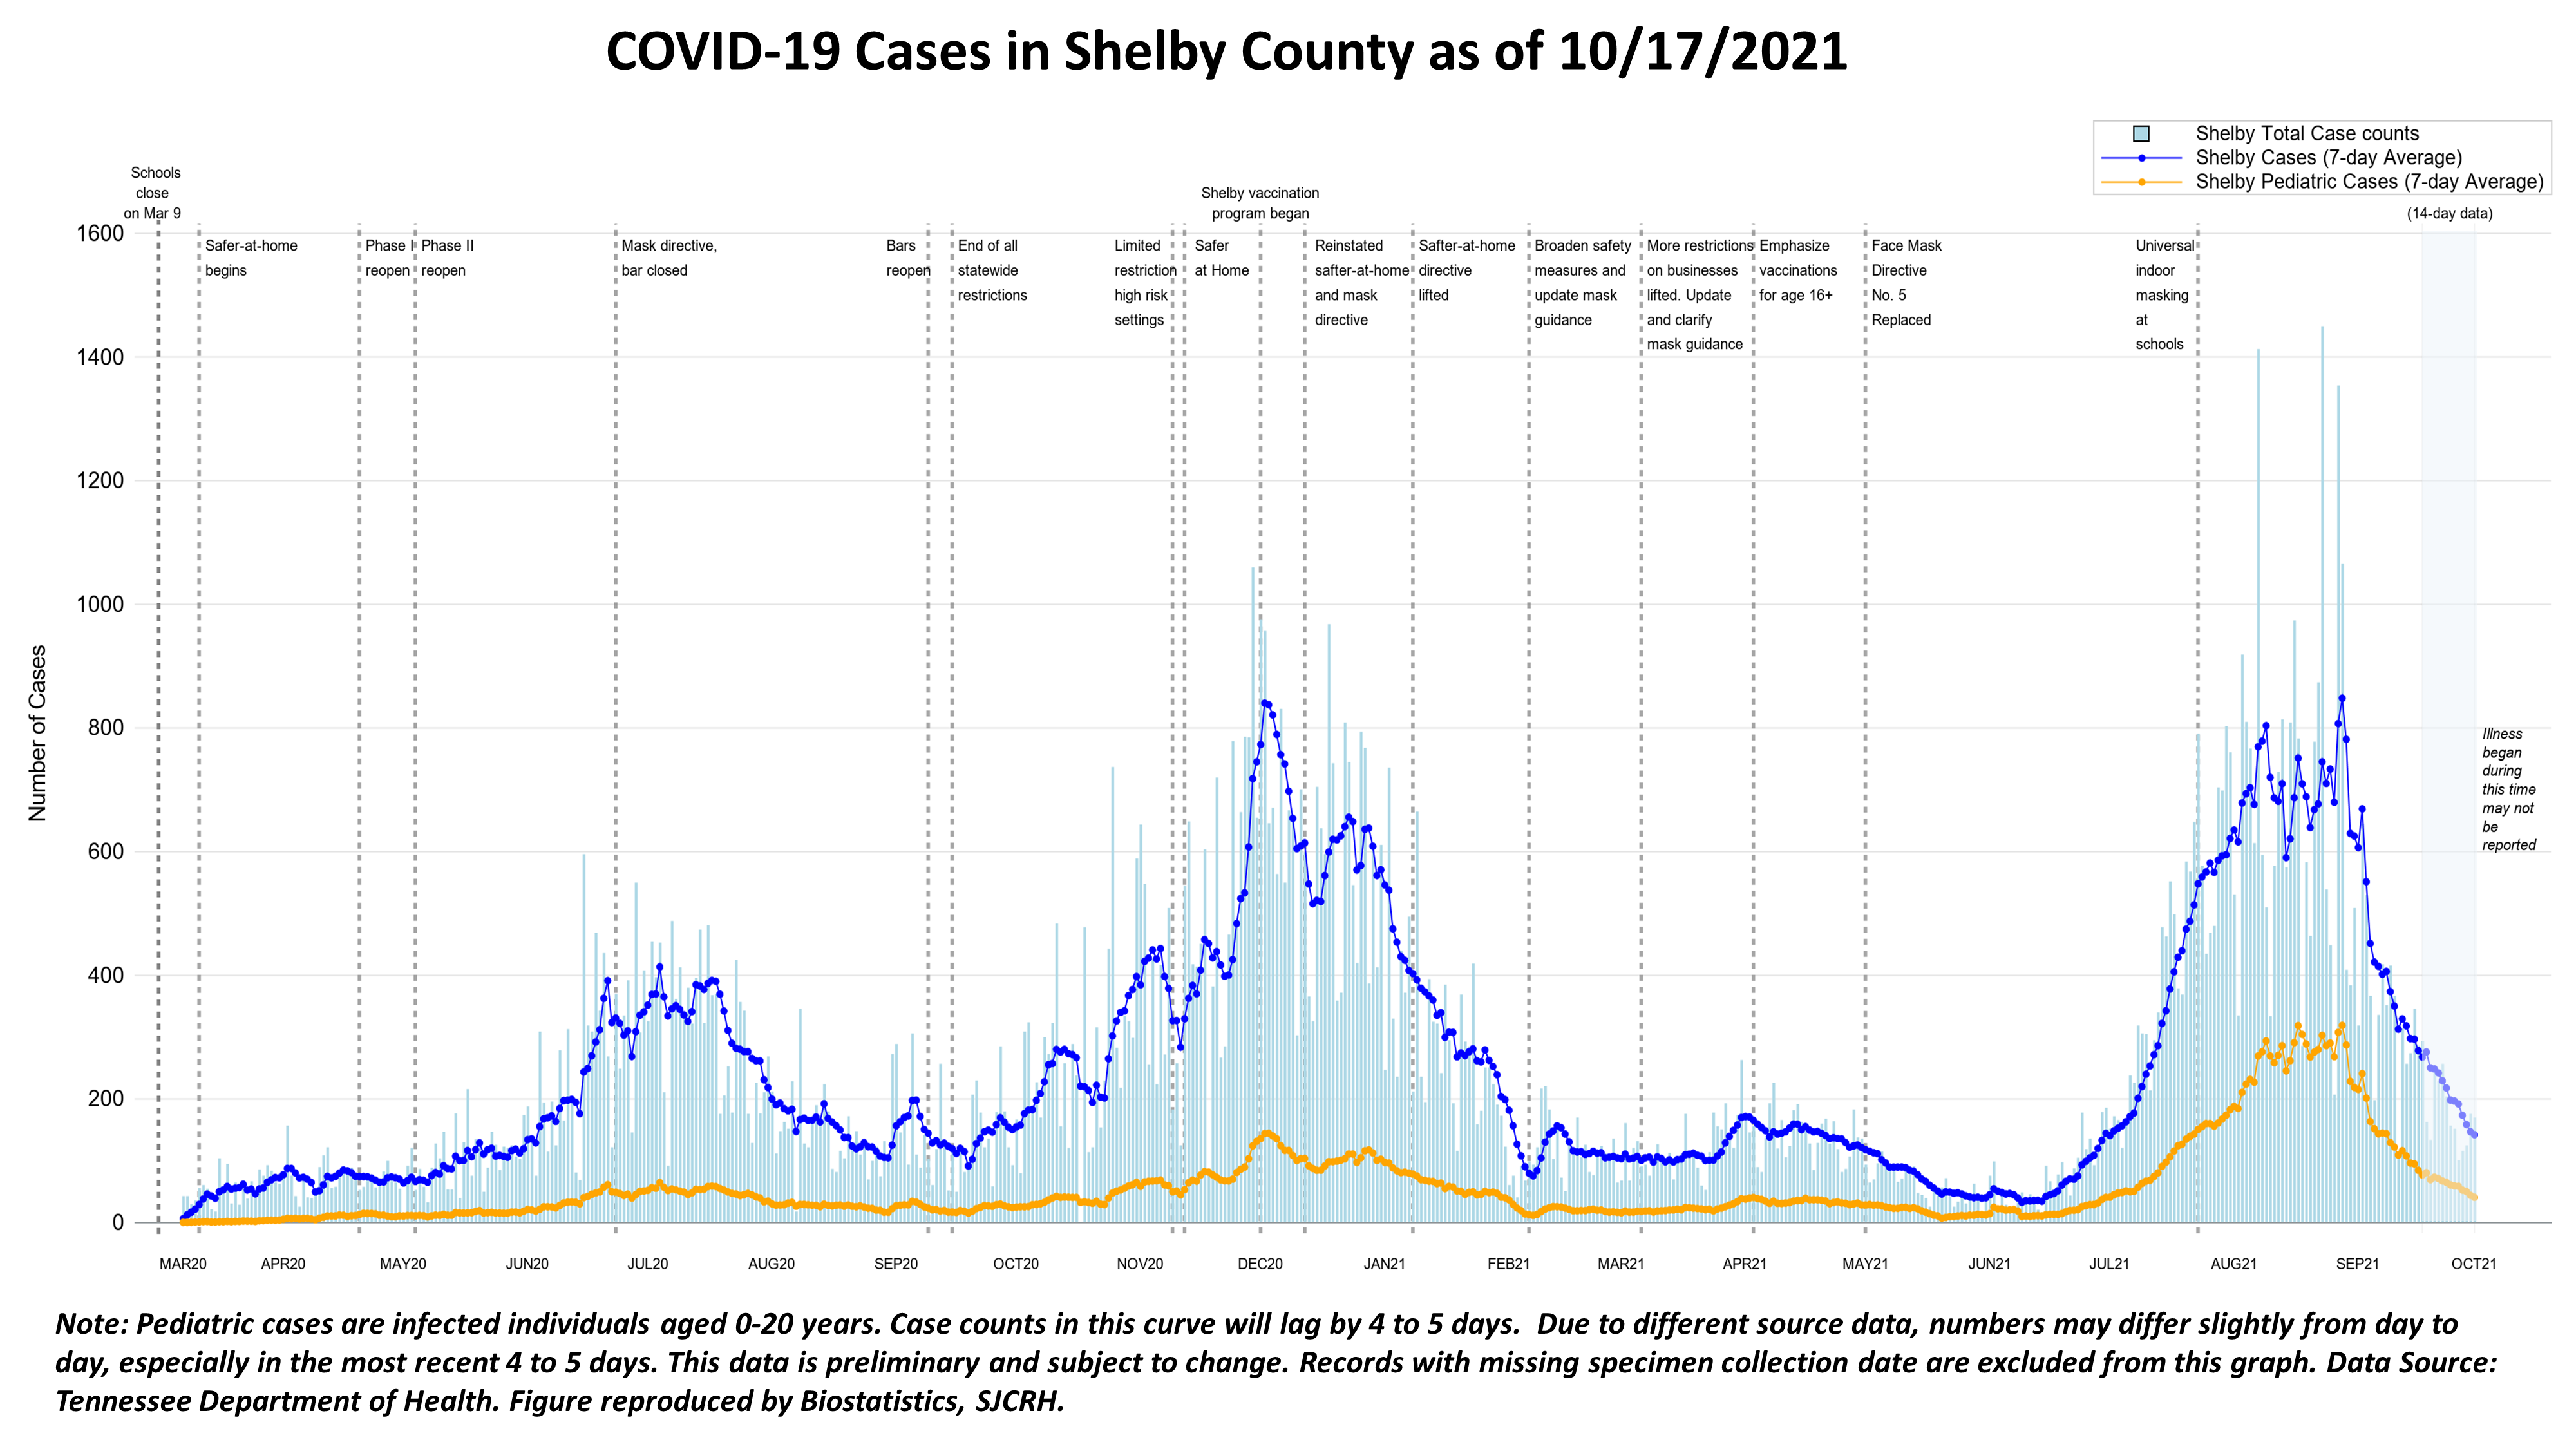 COVID-19 Cases in Shelby County as of 10/17/2021
Shelby Total Case counts
Shelby Cases (7-day Average)
Shelby Pediatric Cases (7-day Average)
Schools
close
on Mar 9
Shelby vaccination
program began
(14-day data)
Safer-at-home
begins
Phase I
reopen
Phase II
reopen
Mask directive,
bar closed
Bars
reopen
End of all
statewide
restrictions
Limited
restriction
high risk
settings
Safer
at Home
Reinstated
safter-at-home
and mask
directive
Safter-at-home
directive
lifted
Broaden safety
measures and
update mask
guidance
More restrictions
on businesses
lifted. Update
and clarify
mask guidance
Emphasize
vaccinations
for age 16+
Face Mask
Directive
No. 5
Replaced
Universal
indoor
masking
at
schools
Illness
began
during
this time
may not
be
reported
Number of Cases
1600
1400
1200
1000
800
600
400
200
0
MAR20 APR20 MAY20 JUN20 JUL20 AUG20 SEP20 OCT20 NOV20 DEC20 JAN21 FEB21 MAR21 APR21 MAY21 JUN21 JUL21 AUG21 SEP21 OCT21
Note: Pediatric cases are infected individuals aged 0-20 years. Case counts in this curve will lag by 4 to 5 days. Due to different source data, numbers may differ slightly from day to
day, especially in the most recent 4 to 5 days. This data is preliminary and subject to change. Records with missing specimen collection date are excluded from this graph. Data Source:
Tennessee Department of Health. Figure reproduced by Biostatistics, SJCRH.